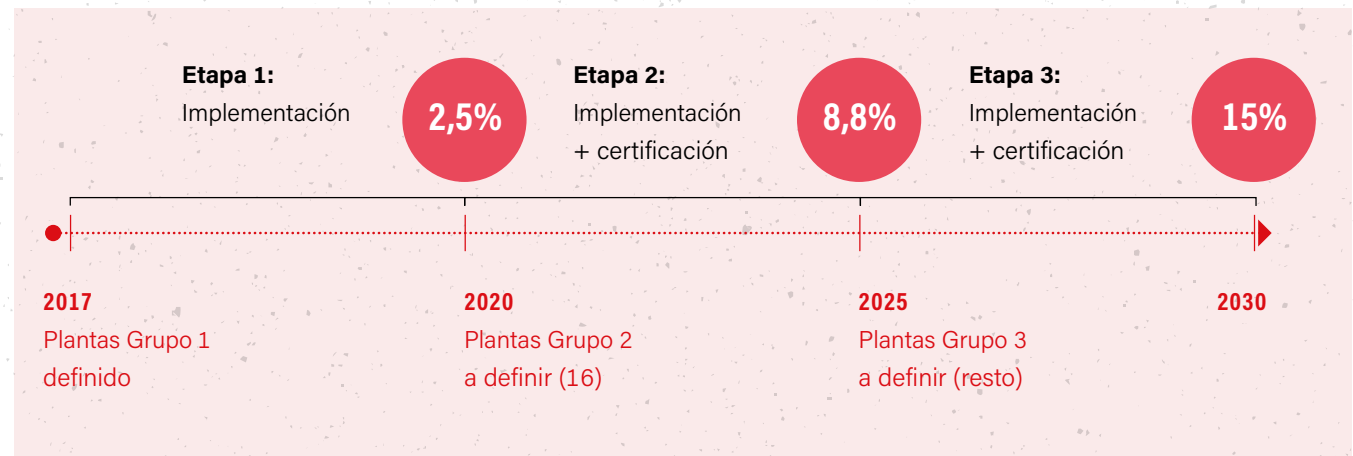 Etapa 1:
Implementación
2,5%
Etapa 2:
Implementación
+ certificación
8,8%
Etapa 3:
Implementación
+ certificación
15%
2017
Plantas Grupo 1
definido
2020
Plantas Grupo 2
a definir (16)
2025
Plantas Grupo 3
a definir (resto)
2030